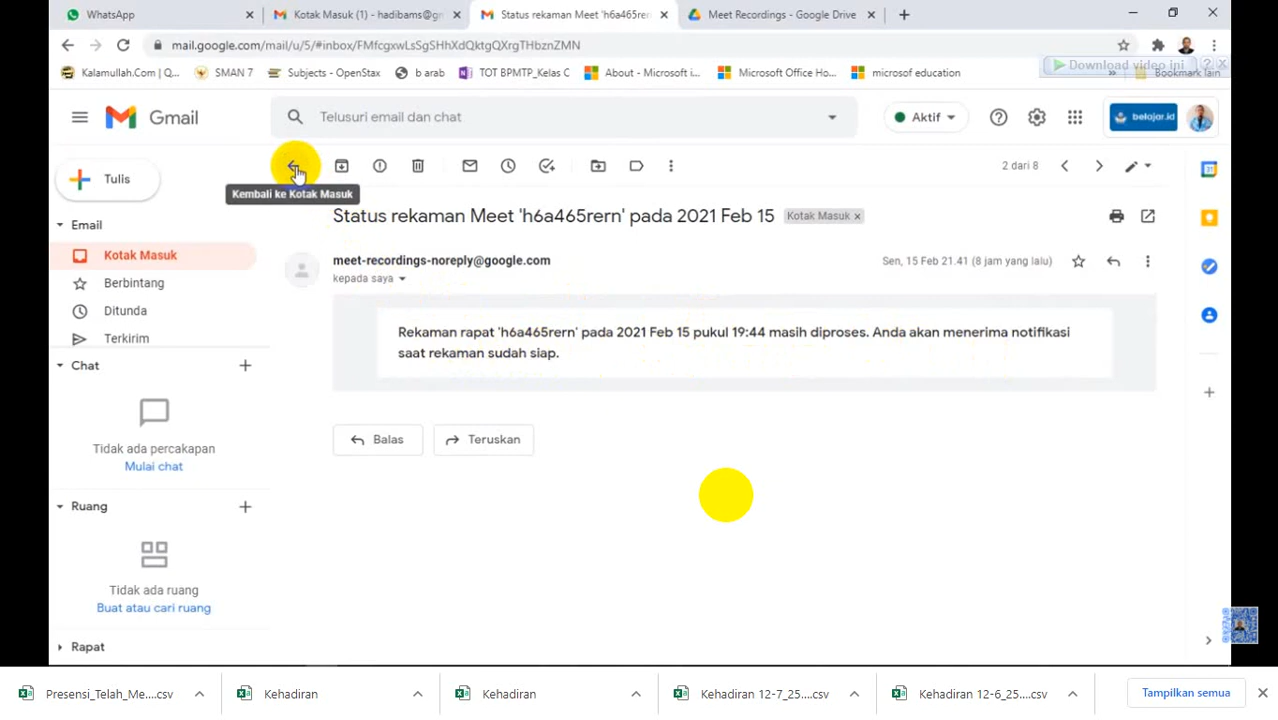 WhatsApp
Kotak Masuk (1) - hadibams@gm
Status rekaman Meet 'h6a465rern
Meet Recordings - Google Drive
mail.google.com/mail/u/5/#inbox/FMfcgxwLsSgSHhXdQktgQXrgTHbznZMN
Kalamullah.Com | Q...
SMAN 7
Subjects - OpenStax
b arab
TOT BPMTP_Kelas C
About - Microsoft i...
Microsoft Office Ho...
microsof education
Download video ini
Bookmark lain
Gmail
Telusuri email dan chat
Aktif
belajar.id
Tulis
Kembali ke Kotak Masuk
2 dari 8
Status rekaman Meet 'h6a465rern' pada 2021 Feb 15
Kotak Masuk
Email
Kotak Masuk
Berbintang
Ditunda
Terkirim
meet-recordings-noreply@google.com
Sen, 15 Feb 21.41 (8 jam yang lalu)
kepada saya
Rekaman rapat 'h6a465rern' pada 2021 Feb 15 pukul 19:44 masih diproses. Anda akan menerima notifikasi
saat rekaman sudah siap.
Balas
Teruskan
Chat
Tidak ada percakapan
Mulai chat
Ruang
Tidak ada ruang
Buat atau cari ruang
Rapat
Presensi_Telah_Me....csv
Kehadiran
Kehadiran
Kehadiran 12-7_25....csv
Kehadiran 12-6_25....csv
Tampilkan semua